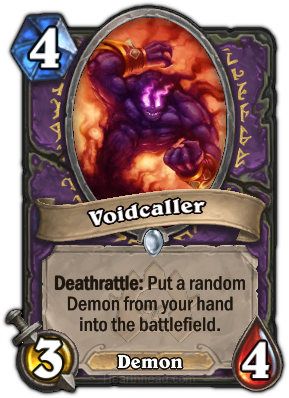 4
Voidcaller
Deathrattle: Put a random
Demon from your hand
into the battlefield.
3
Demon
4